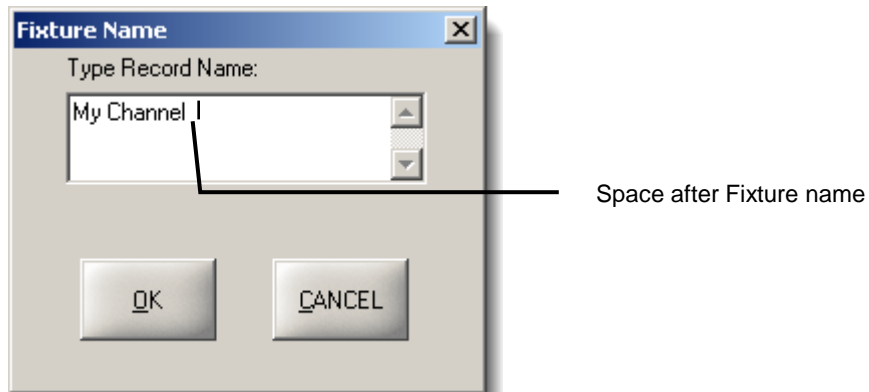 Fixture Name
Type Record Name:
My Channel
Space after Fixture name
OK
CANCEL